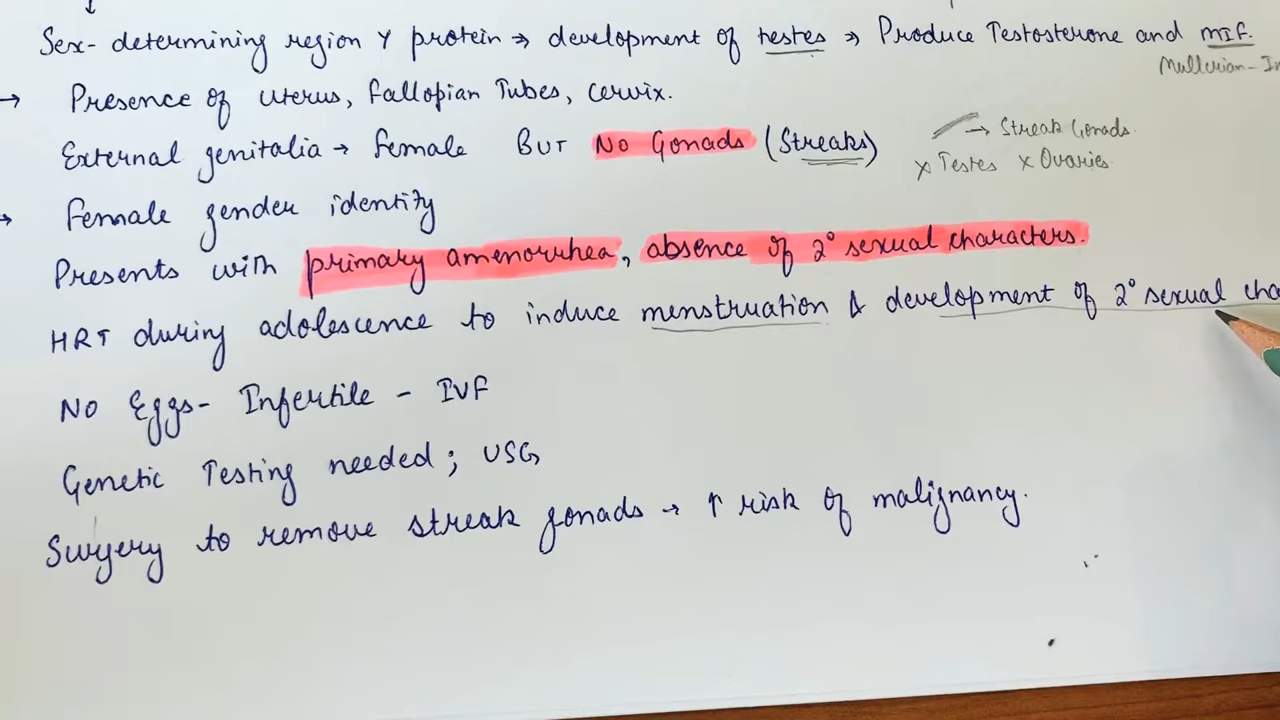 Sex-determining region Y protein → development of testes → Produce Testosterone and MIF.
Mullerian-In
→ Presence of Uterus, Fallopian Tubes, Cervix.
External genitalia → Female BUT No Gonads (Streaks)
→ Streak Gonads.
x Testes x Ovaries
→ Female gender identity
Presents with primary amenorrhea, absence of 2° sexual characters.
HRT during adolescence to induce menstruation & development of 2° sexual cha
No Eggs - Infertile - IVF
Genetic Testing needed; USG
Surgery to remove streak gonads → ↑ risk of malignancy.